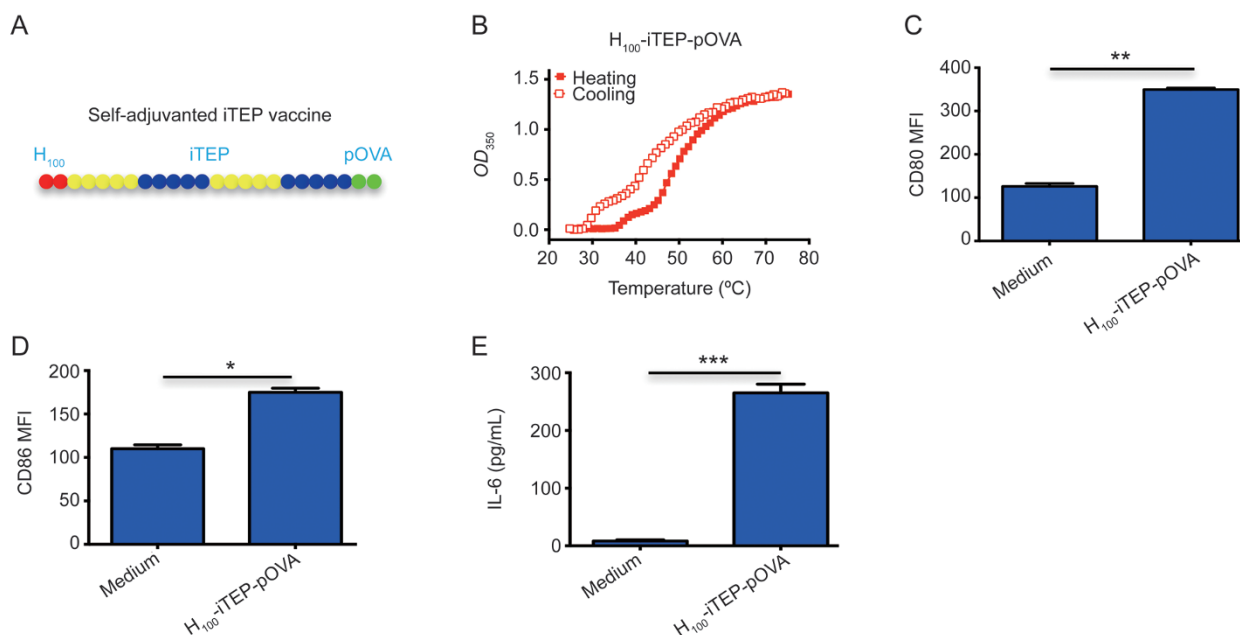 A
Self-adjuvanted iTEP vaccine
H₁₀₀ iTEP pOVA
B
H₁₀₀-iTEP-pOVA
Heating
Cooling
OD₃₅₀
1.5
1.0
0.5
0.0
20 30 40 50 60 70 80
Temperature (ºC)
C
**
CD80 MFI
400
300
200
100
0
Medium
H₁₀₀-iTEP-pOVA
D
*
CD86 MFI
200
150
100
50
0
Medium
H₁₀₀-iTEP-pOVA
E
***
IL-6 (pg/mL)
300
200
100
0
Medium
H₁₀₀-iTEP-pOVA